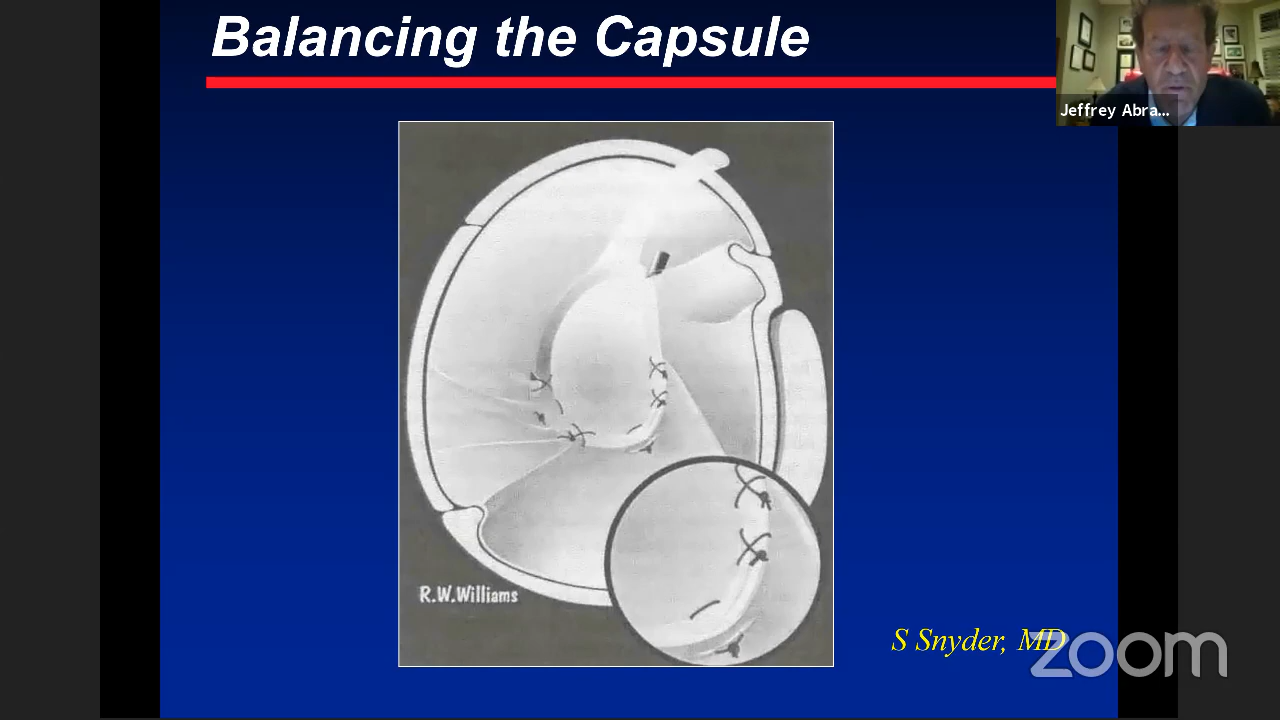 Balancing the Capsule
Jeffrey Abra...
R.W.Williams
S Snyder, MD
zoom